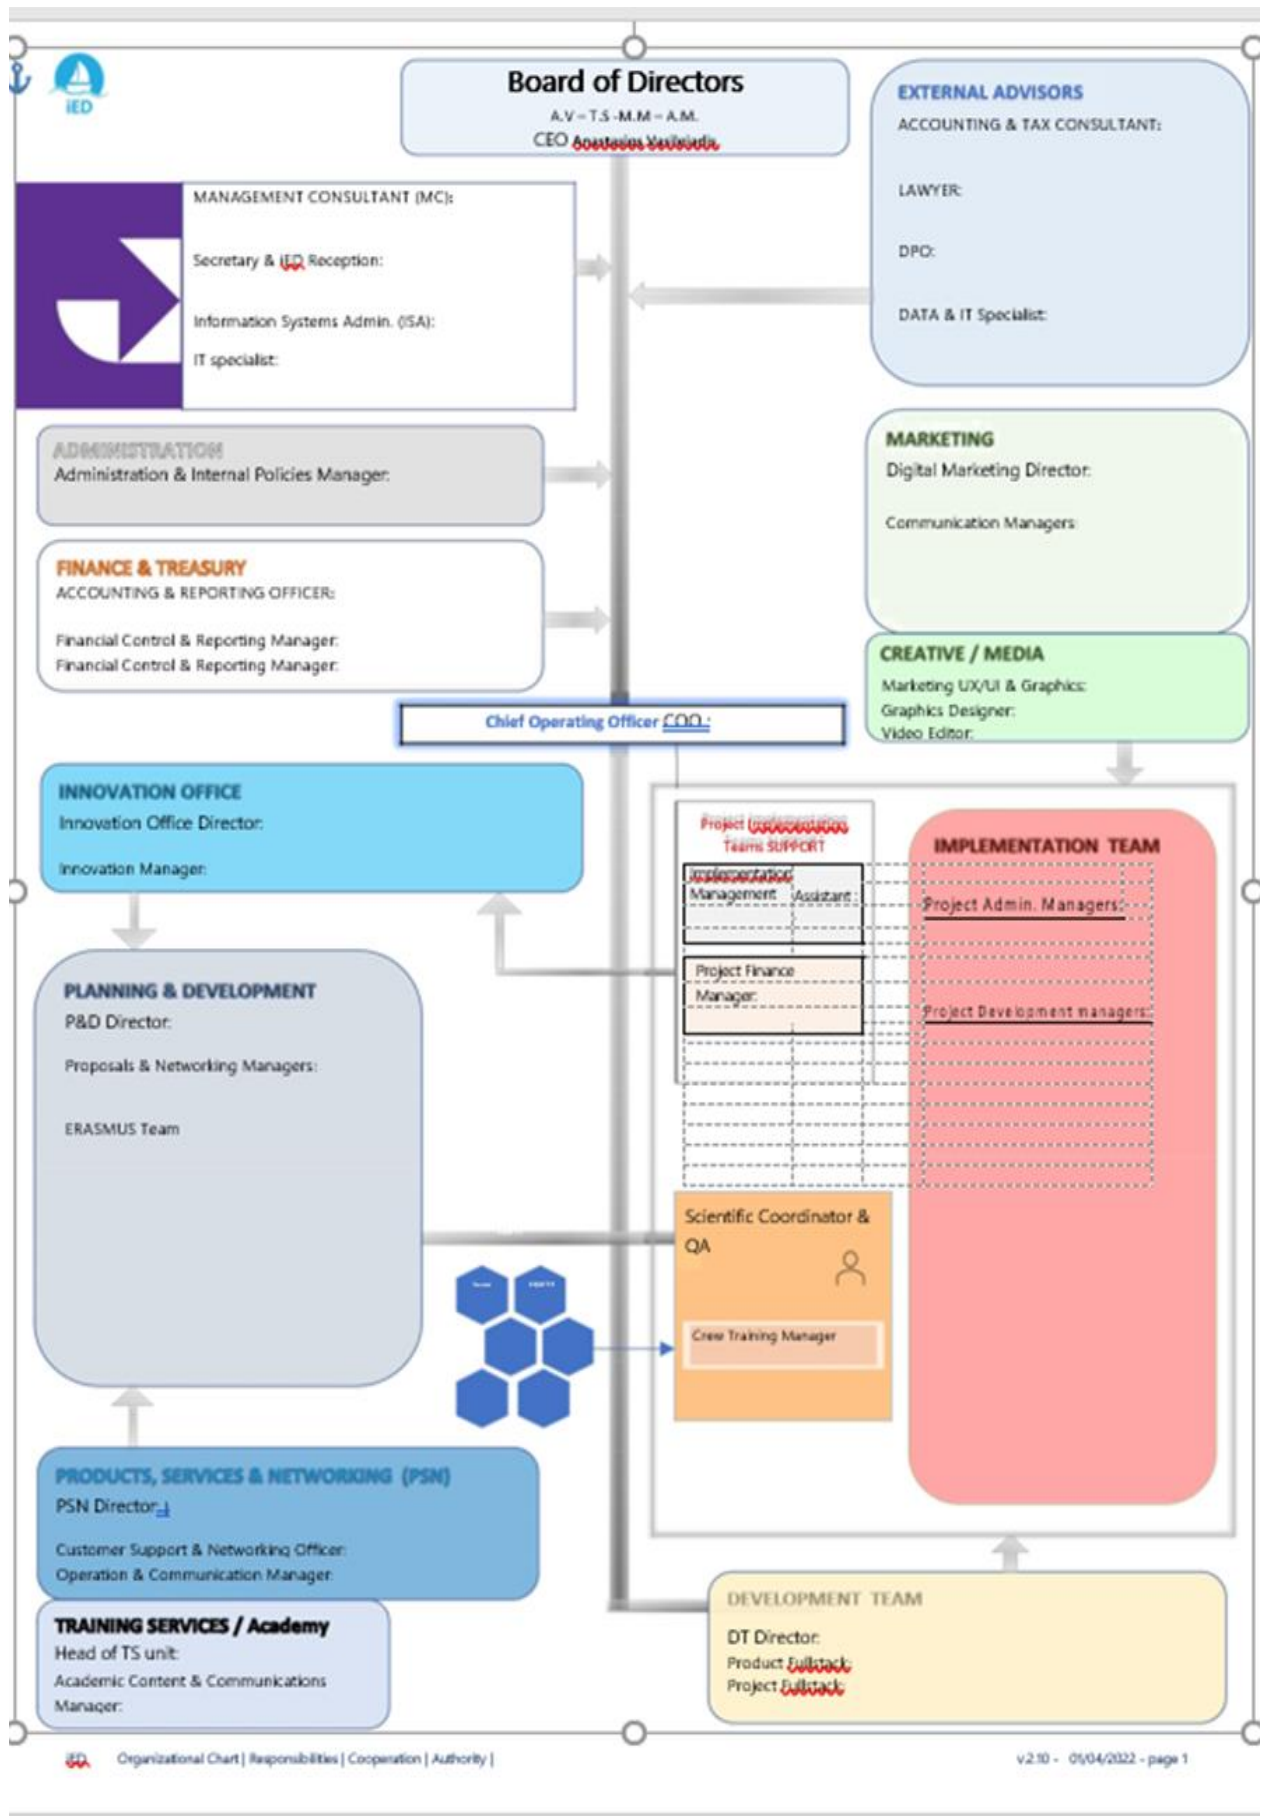 iED
Board of Directors
A.V – T.S -M.M – A.M.
CEO Anastasios Vasileiadis
EXTERNAL ADVISORS
ACCOUNTING & TAX CONSULTANT:
LAWYER:
DPO:
DATA & IT Specialist:
MANAGEMENT CONSULTANT (MC):
Secretary & iED Reception:
Information Systems Admin. (ISA):
IT specialist:
ADMINISTRATION
Administration & Internal Policies Manager:
MARKETING
Digital Marketing Director:
Communication Managers:
FINANCE & TREASURY
ACCOUNTING & REPORTING OFFICER:
Financial Control & Reporting Manager:
Financial Control & Reporting Manager:
CREATIVE / MEDIA
Marketing UX/UI & Graphics:
Graphics Designer:
Video Editor:
Chief Operating Officer COO :
INNOVATION OFFICE
Innovation Office Director:
Innovation Manager:
Project Implementation
Teams SUPPORT
Implementation
Management Assistant :
Project Finance
Manager:
IMPLEMENTATION TEAM
Project Admin. Managers:
Project Development managers:
PLANNING & DEVELOPMENT
P&D Director:
Proposals & Networking Managers:
ERASMUS Team
Scientific Coordinator &
QA
Crew Training Manager
PRODUCTS, SERVICES & NETWORKING (PSN)
PSN Director:
Customer Support & Networking Officer:
Operation & Communication Manager:
TRAINING SERVICES / Academy
Head of TS unit:
Academic Content & Communications
Manager:
DEVELOPMENT TEAM
DT Director:
Product Fullstack:
Project Fullstack:
iED Organizational Chart | Responsibilities | Cooperation | Authority |
v.2.10 - 01/04/2022 - page 1